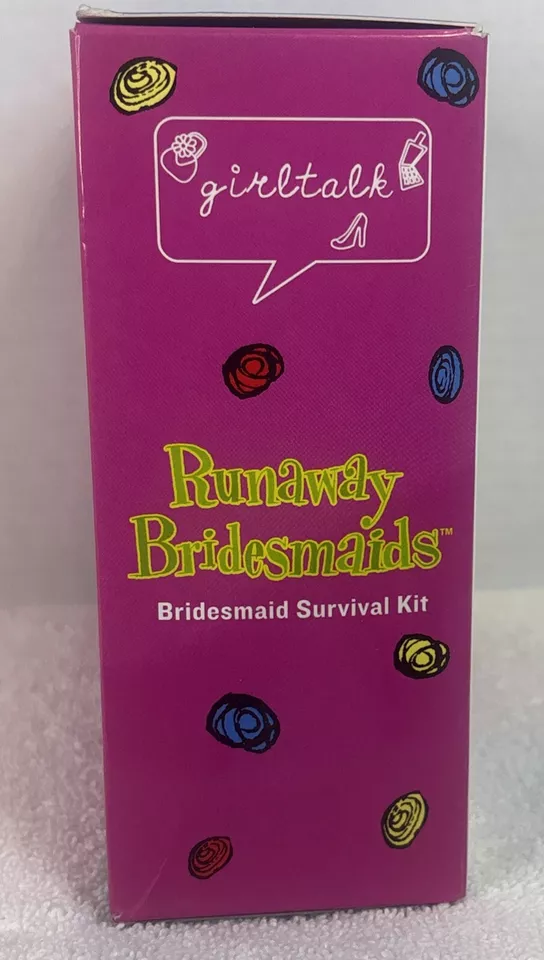 girltalk
Runaway
Bridesmaids™
Bridesmaid Survival Kit